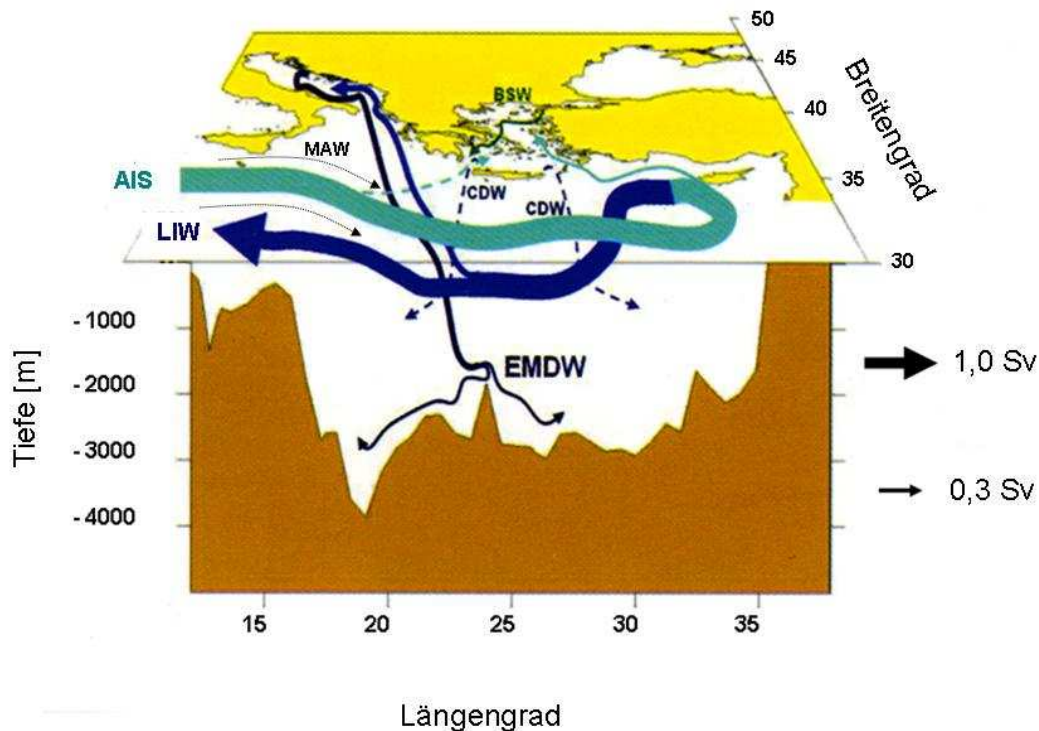 50
45
40
35
30
Breitengrad
BSW
MAW
AIS
CDW
CDW
LIW
EMDW
- 1000
- 2000
- 3000
- 4000
Tiefe [m]
1,0 Sv
0,3 Sv
15
20
25
30
35
Längengrad